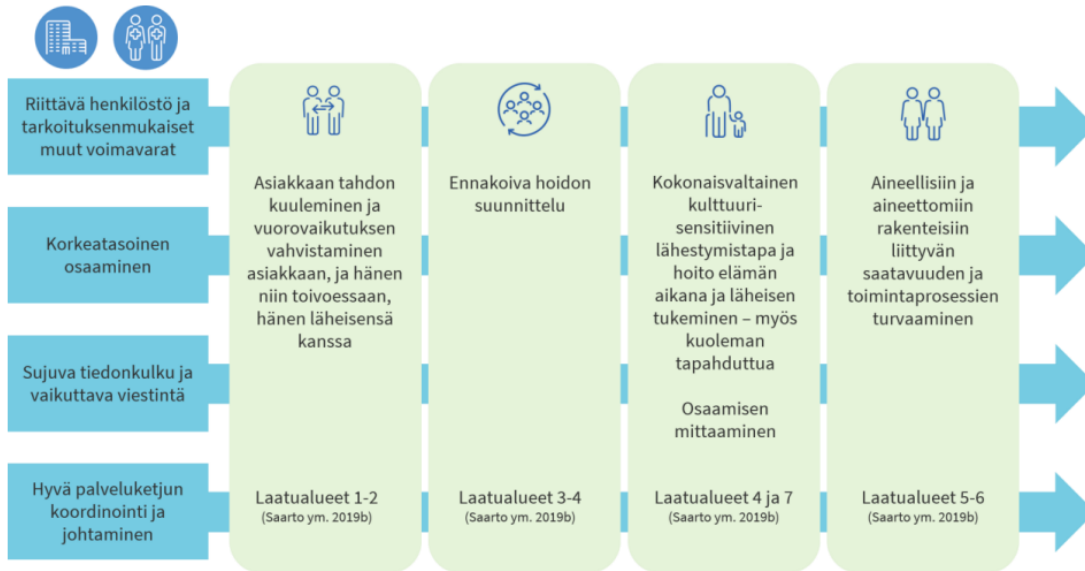 Riittävä henkilöstö ja
tarkoituksenmukaiset
muut voimavarat
Korkeatasoinen
osaaminen
Sujuva tiedonkulku ja
vaikuttava viestintä
Hyvä palveluketjun
koordinointi ja
johtaminen
Asiakkaan tahdon
kuuleminen ja
vuorovaikutuksen
vahvistaminen
asiakkaan, ja hänen
niin toivoessaan,
hänen läheisensä
kanssa
Laatualueet 1-2
(Saarto ym. 2019b)
Ennakoiva hoidon
suunnittelu
Laatualueet 3-4
(Saarto ym. 2019b)
Kokonaisvaltainen
kulttuuri-
sensitiivinen
lähestymistapa ja
hoito elämän
aikana ja läheisen
tukeminen – myös
kuoleman
tapahduttua
Osaamisen
mittaaminen
Laatualueet 4 ja 7
(Saarto ym. 2019b)
Aineellisiin ja
aineettomiin
rakenteisiin
liittyvän
saatavuuden ja
toimintaprosessien
turvaaminen
Laatualueet 5-6
(Saarto ym. 2019b)